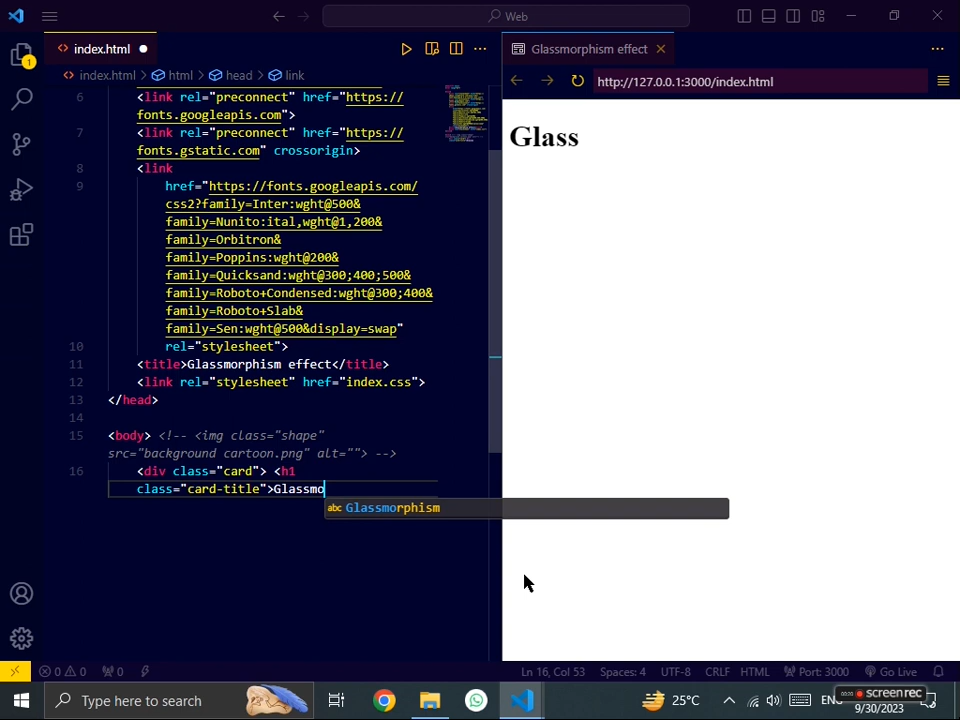 Web
index.html
Glassmorphism effect
index.html > html > head > link
http://127.0.0.1:3000/index.html
6 <link rel="preconnect" href="https://
fonts.googleapis.com">
7 <link rel="preconnect" href="https://
fonts.gstatic.com" crossorigin>
8 <link
9 href="https://fonts.googleapis.com/
css2?family=Inter:wght@500&
family=Nunito:ital,wght@1,200&
family=Orbitron&
family=Poppins:wght@200&
family=Quicksand:wght@300;400;500&
family=Roboto+Condensed:wght@300;400&
family=Roboto+Slab&
family=Sen:wght@500&display=swap"
10 rel="stylesheet">
11 <title>Glassmorphism effect</title>
12 <link rel="stylesheet" href="index.css">
13 </head>
14
15 <body> <!-- <img class="shape"
src="background cartoon.png" alt=""> -->
16 <div class="card"> <h1
class="card-title">Glassmo
abc Glassmorphism
Glass
0 0 0
Ln 16, Col 53
Spaces: 4
UTF-8
CRLF
HTML
Port: 3000
Go Live
Type here to search
25°C
screenrec
9/30/2023